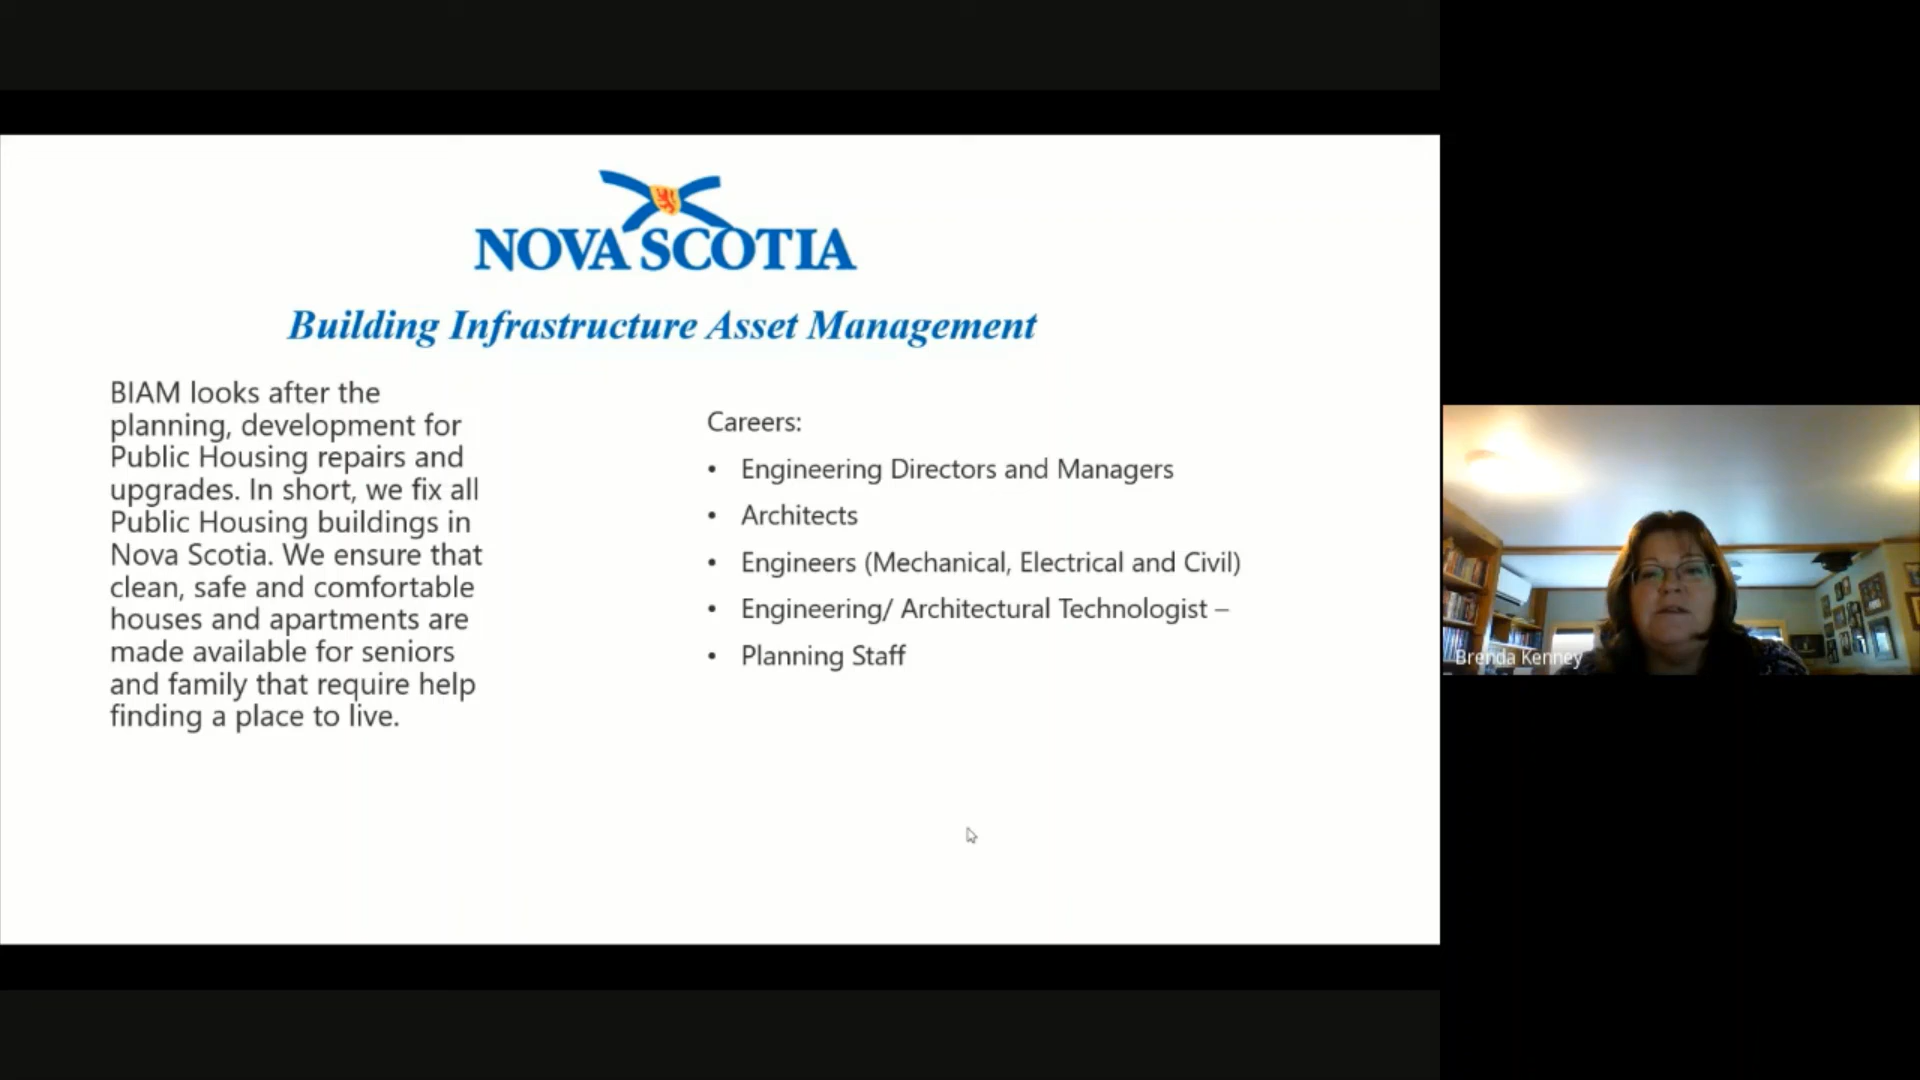 NOVA SCOTIA
Building Infrastructure Asset Management
BIAM looks after the
planning, development for
Public Housing repairs and
upgrades. In short, we fix all
Public Housing buildings in
Nova Scotia. We ensure that
clean, safe and comfortable
houses and apartments are
made available for seniors
and family that require help
finding a place to live.
Careers:
• Engineering Directors and Managers
• Architects
• Engineers (Mechanical, Electrical and Civil)
• Engineering/ Architectural Technologist –
• Planning Staff
Brenda Kenney